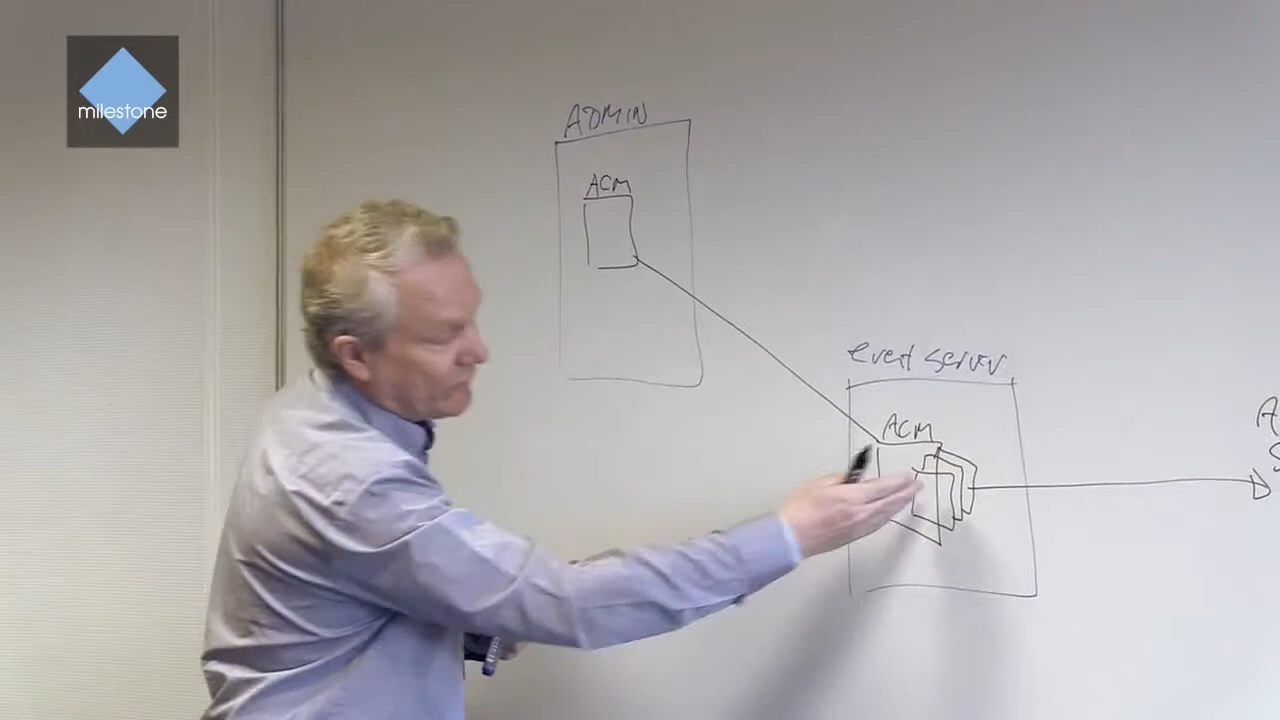 milestone
ADMIN
ACM
event server
ACM
A
S